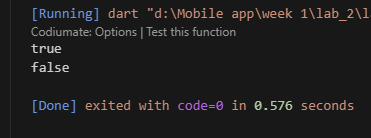 [Running] dart "d:\Mobile app\week 1\lab_2\l
Codiumate: Options | Test this function
true
false
[Done] exited with code=0 in 0.576 seconds